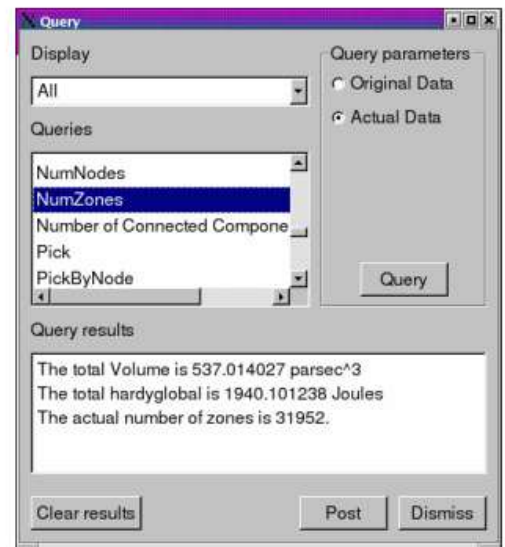 Query
Display
Query parameters
All
Original Data
Actual Data
Queries
NumNodes
NumZones
Number of Connected Compone
Pick
PickByNode
Query
Query results
The total Volume is 537.014027 parsec^3
The total hardyglobal is 1940.101238 Joules
The actual number of zones is 31952.
Clear results
Post
Dismiss